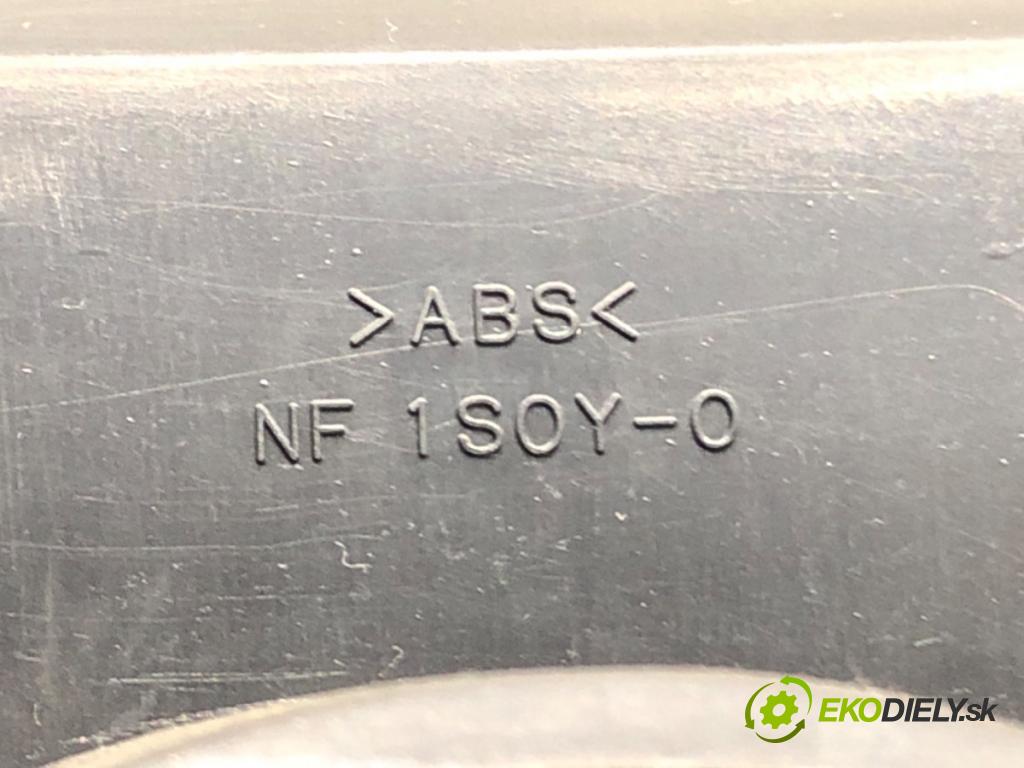 >ABS<
NF 1S0Y-0
EKODIELY.sk